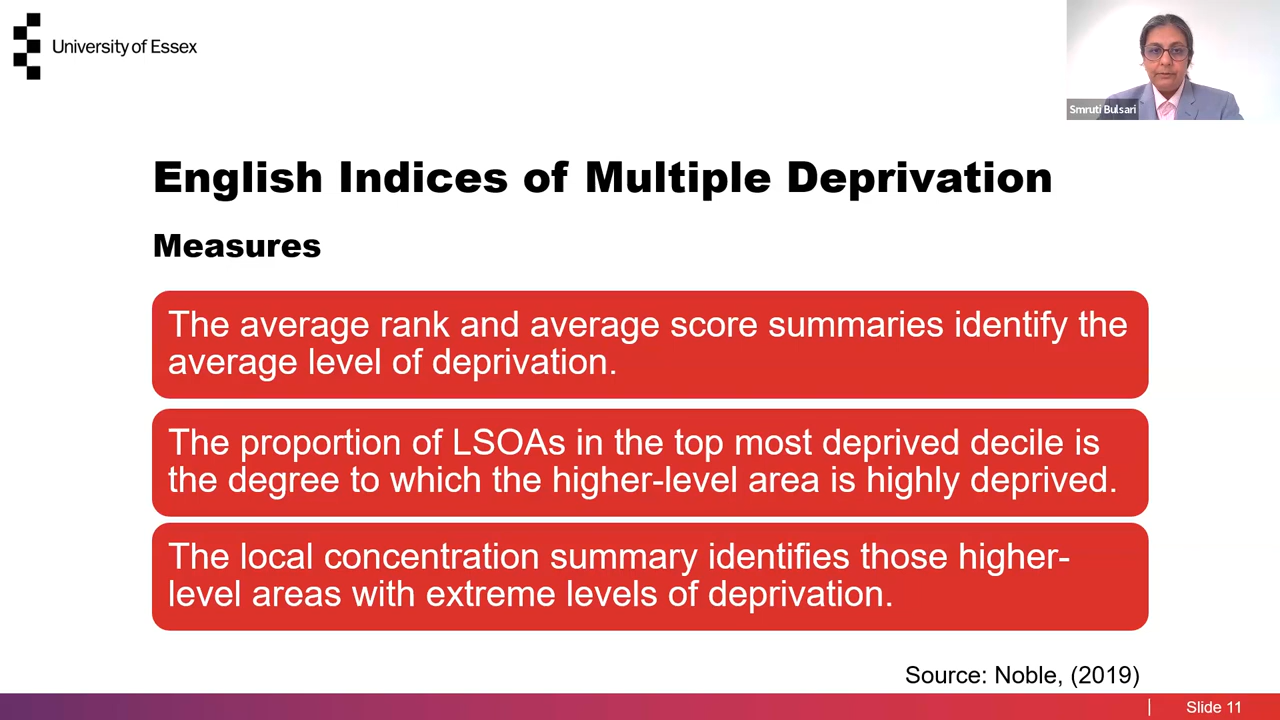 University of Essex
Smruti Bulsari
English Indices of Multiple Deprivation
Measures
The average rank and average score summaries identify the
average level of deprivation.
The proportion of LSOAs in the top most deprived decile is
the degree to which the higher-level area is highly deprived.
The local concentration summary identifies those higher-
level areas with extreme levels of deprivation.
Source: Noble, (2019)
Slide 11